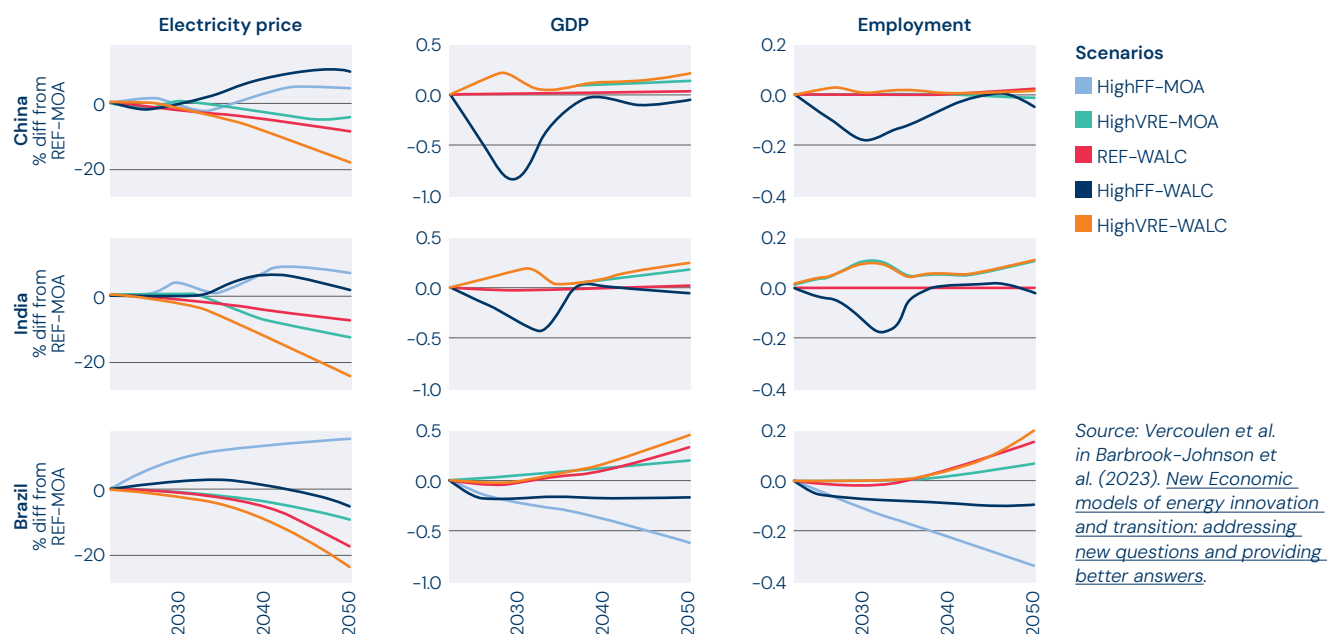 Electricity price
GDP
Employment
China
% diff from
REF-MOA
0
-20
0.5
0.0
-0.5
-1.0
0.2
0.0
-0.2
-0.4
India
% diff from
REF-MOA
0
-20
0.5
0.0
-0.5
-1.0
0.2
0.0
-0.2
-0.4
Brazil
% diff from
REF-MOA
0
-20
0.5
0.0
-0.5
-1.0
0.2
0.0
-0.2
-0.4
2030
2040
2050
2030
2040
2050
2030
2040
2050
Scenarios
HighFF-MOA
HighVRE-MOA
REF-WALC
HighFF-WALC
HighVRE-WALC
Source: Vercoulen et al.
in Barbrook-Johnson et
al. (2023). New Economic
models of energy innovation
and transition: addressing
new questions and providing
better answers.